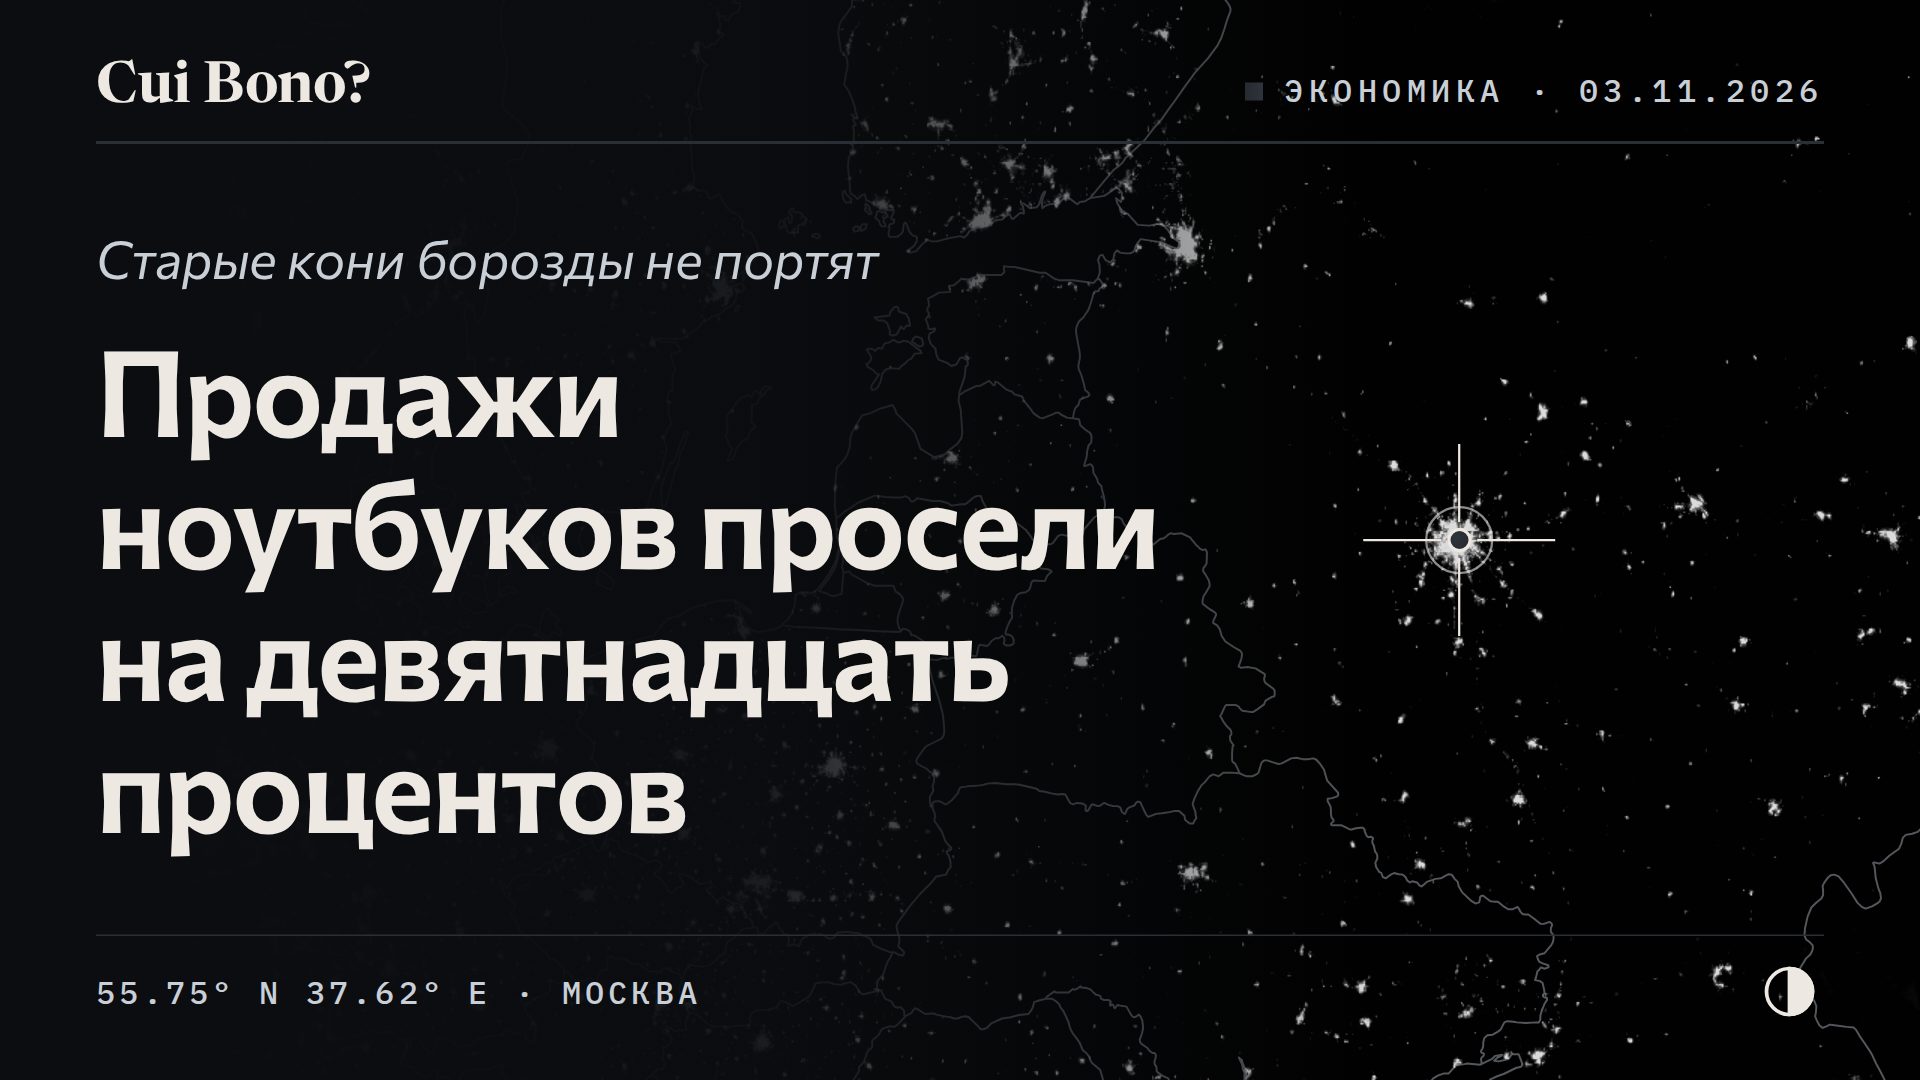 Cui Bono?
ЭКОНОМИКА · 03.11.2026
Старые кони борозды не портят
Продажи
ноутбуков просели
на девятнадцать
процентов
55.75° N 37.62° E · МОСКВА